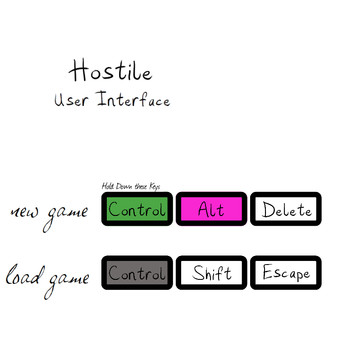 Hostile
User Interface
Hold Down these Keys
new game Control Alt Delete
load game Control Shift Escape